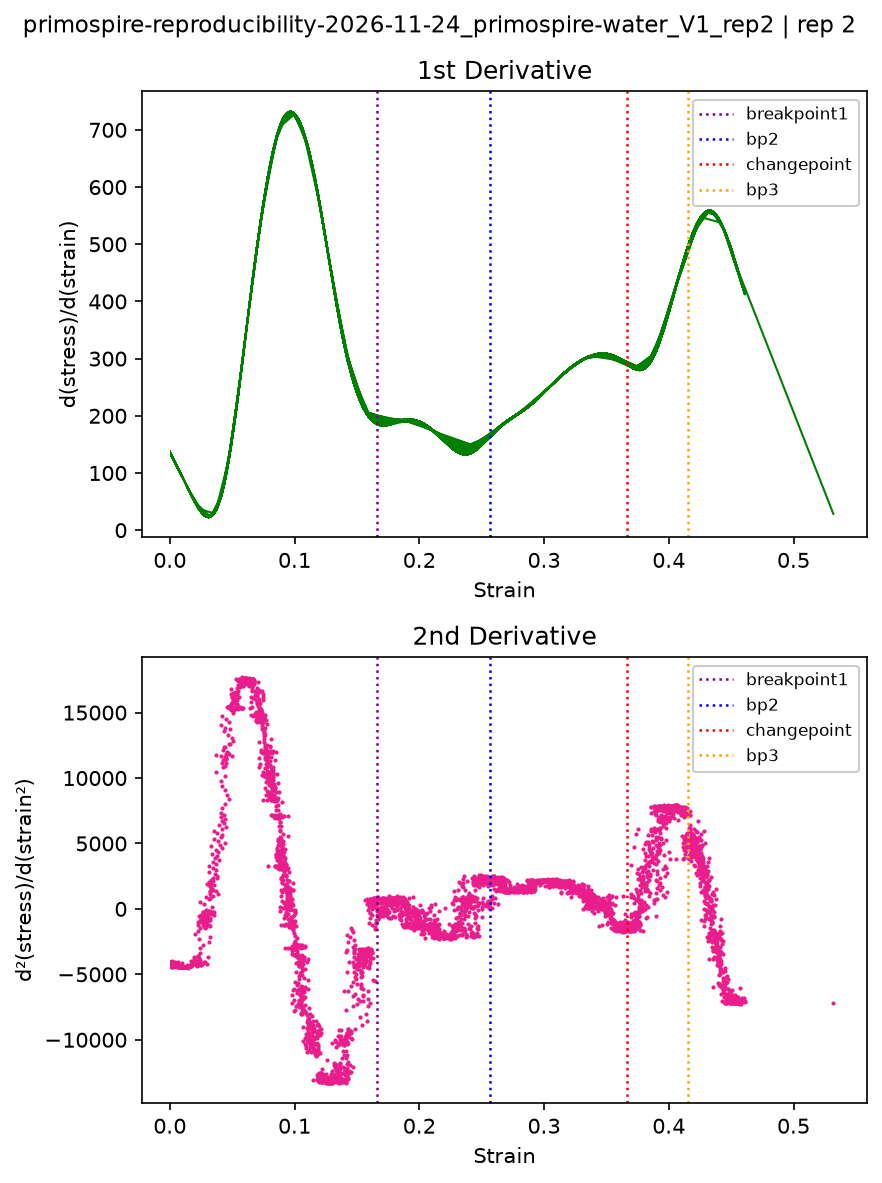 primospire-reproducibility-2026-11-24_primospire-water_V1_rep2 | rep 2
1st Derivative
d(stress)/d(strain)
700
600
500
400
300
200
100
0
breakpoint1
bp2
changepoint
bp3
0.0 0.1 0.2 0.3 0.4 0.5
Strain
2nd Derivative
d²(stress)/d(strain²)
15000
10000
5000
0
−5000
−10000
breakpoint1
bp2
changepoint
bp3
0.0 0.1 0.2 0.3 0.4 0.5
Strain